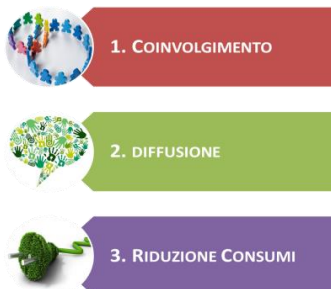 1. COINVOLGIMENTO
2. DIFFUSIONE
3. RIDUZIONE CONSUMI